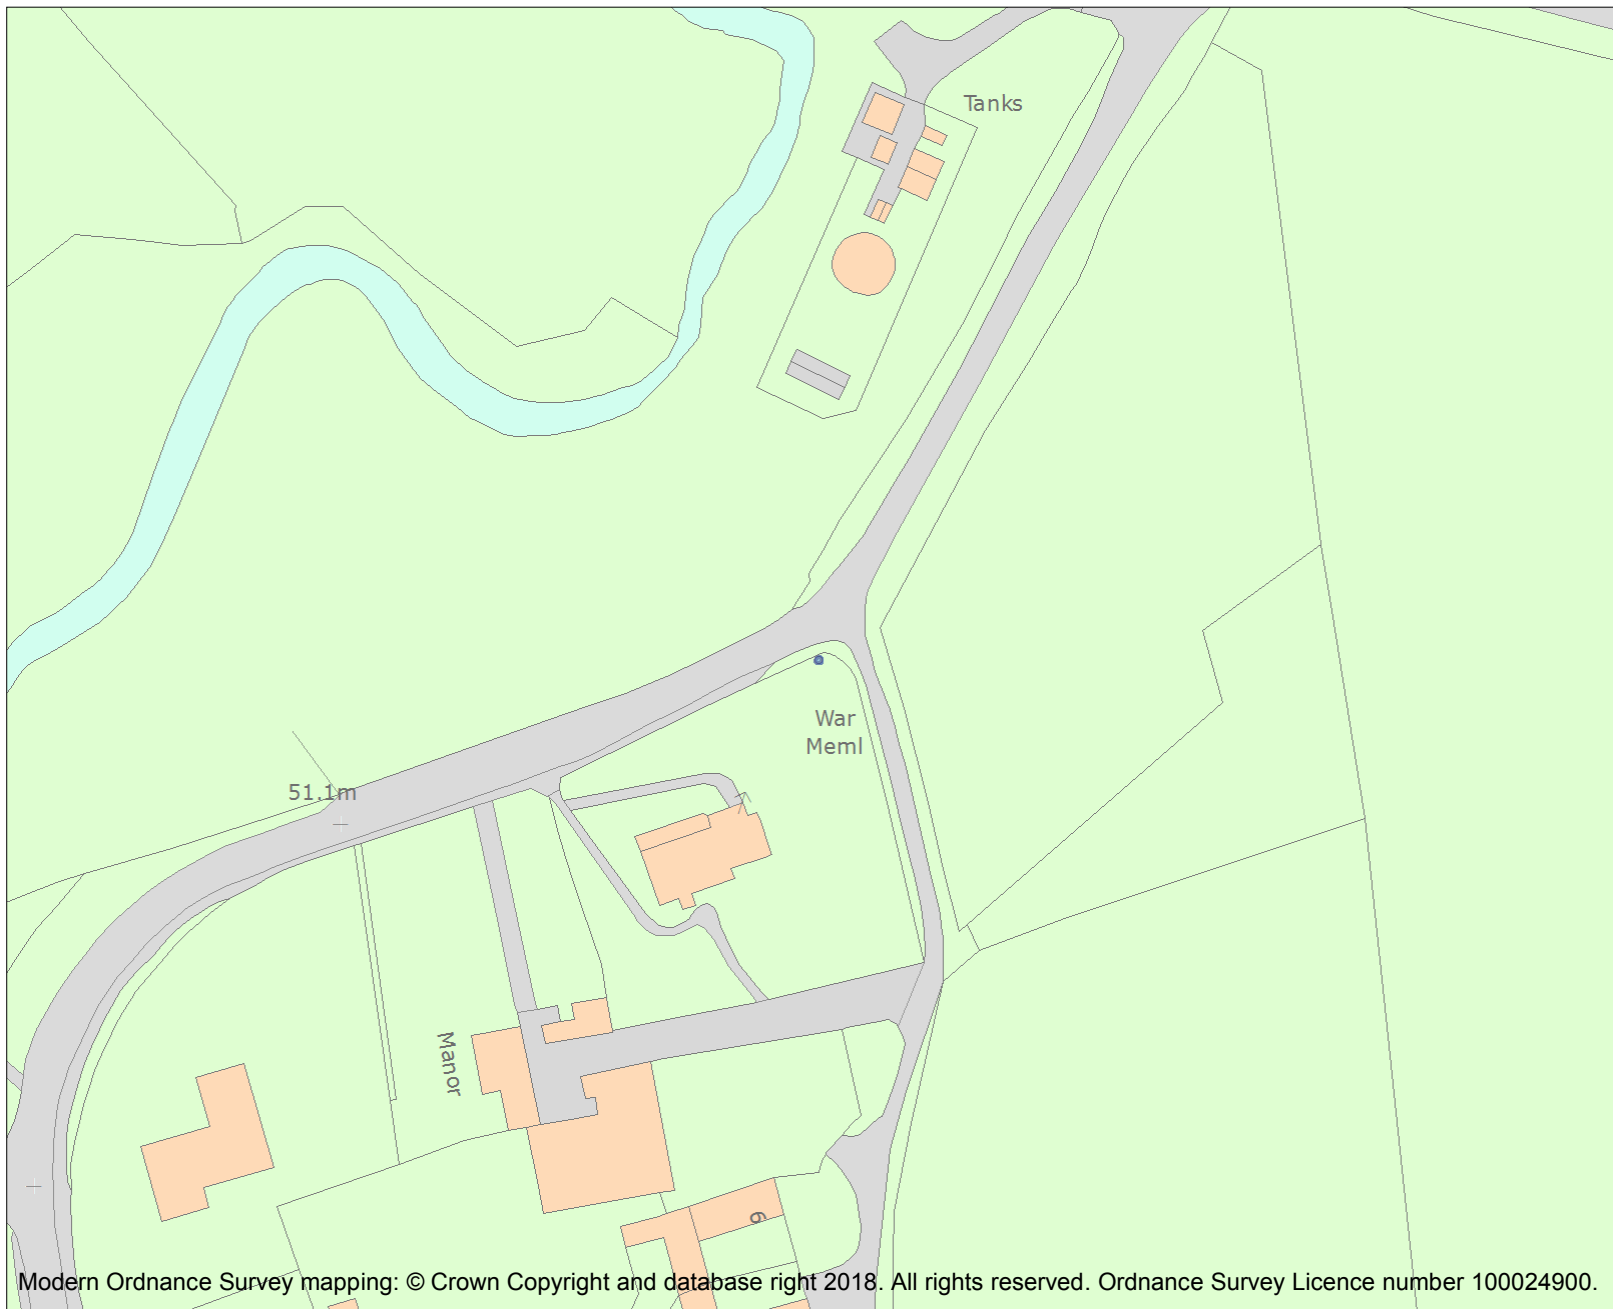 Tanks
War
Meml
51.1m
Manor
6
Modern Ordnance Survey mapping: © Crown Copyright and database right 2018. All rights reserved. Ordnance Survey Licence number 100024900.